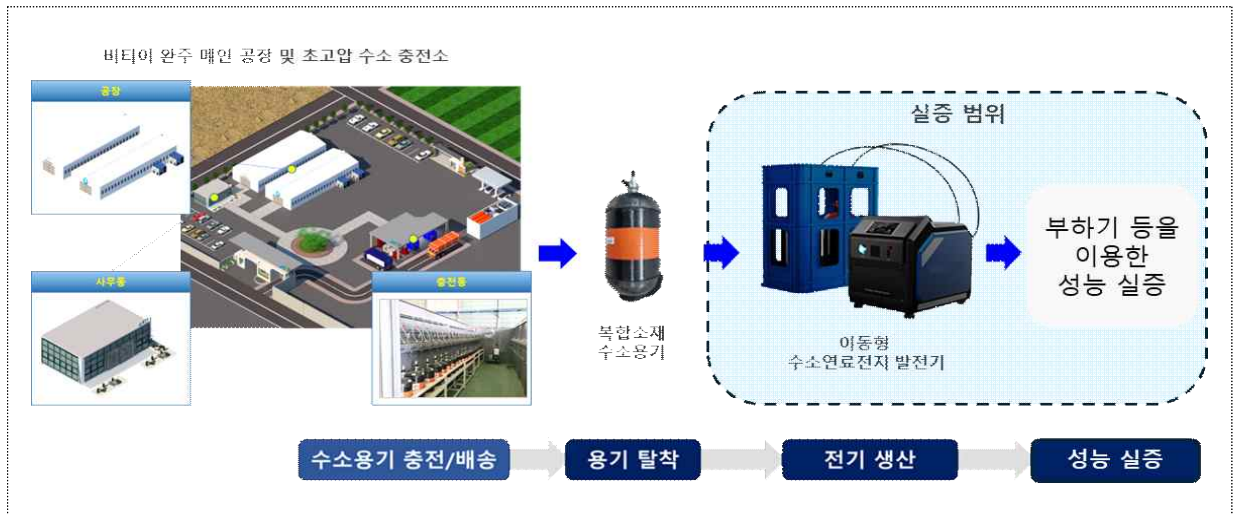 비티이 완주 메인 공장 및 초고압 수소 충전소
공장
사무동
충전동
복합소재
수소용기
실증 범위
이동형
수소연료전지 발전기
부하기 등을
이용한
성능 실증
수소용기 충전/배송
용기 탈착
전기 생산
성능 실증